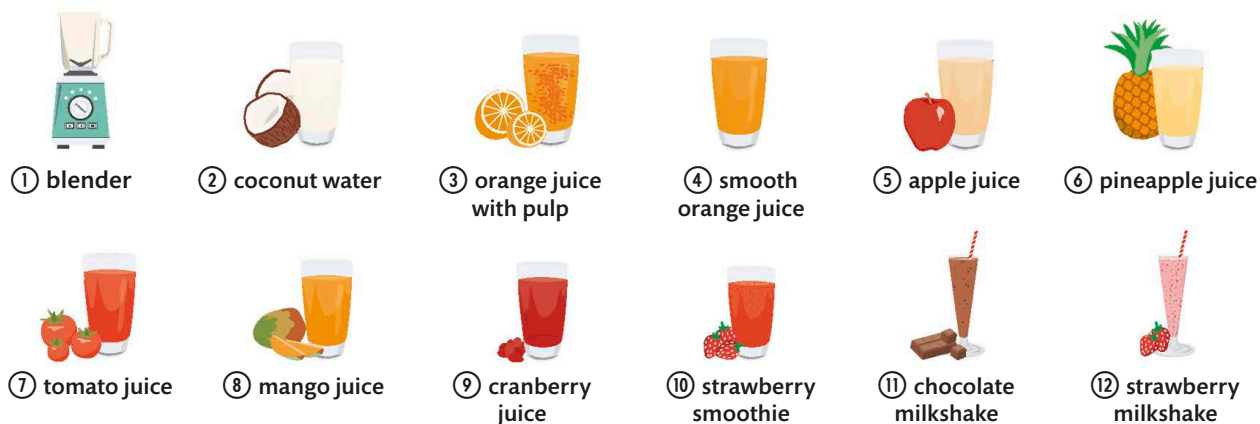 ① blender
② coconut water
③ orange juice
with pulp
④ smooth
orange juice
⑤ apple juice
⑥ pineapple juice
⑦ tomato juice
⑧ mango juice
⑨ cranberry
juice
⑩ strawberry
smoothie
⑪ chocolate
milkshake
⑫ strawberry
milkshake